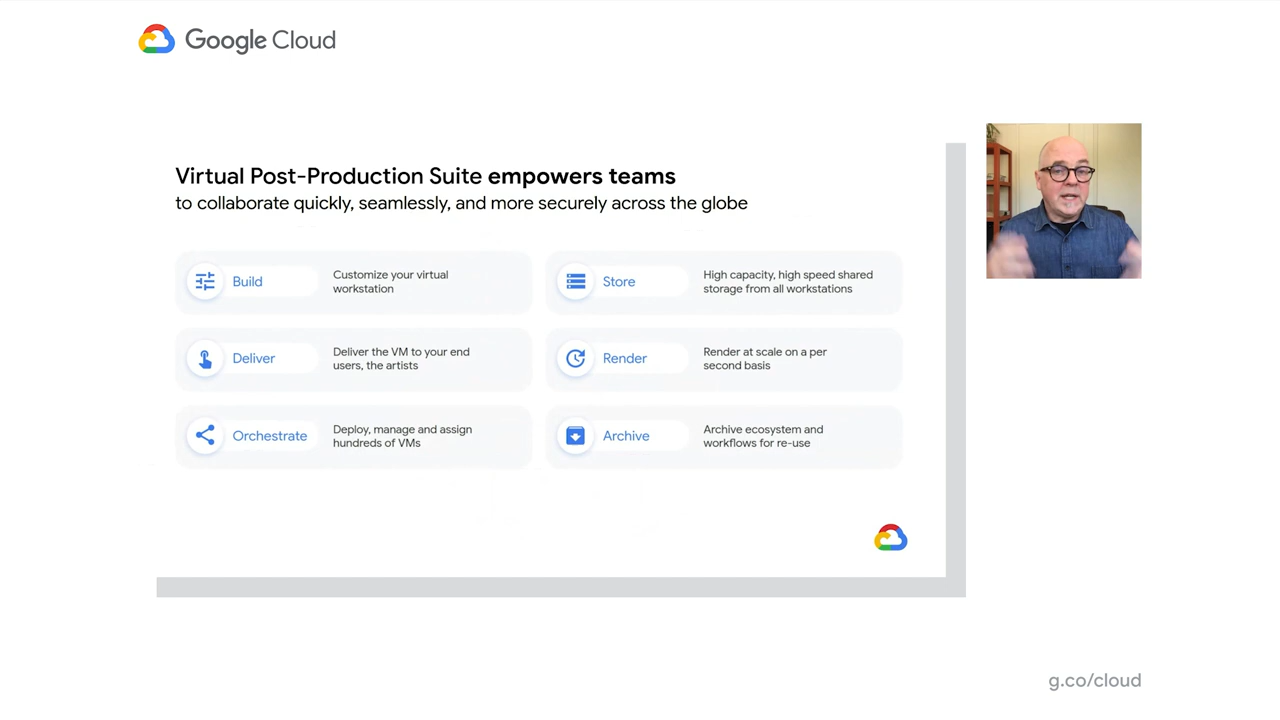 Google Cloud
Virtual Post-Production Suite empowers teams
to collaborate quickly, seamlessly, and more securely across the globe
Build
Customize your virtual
workstation
Store
High capacity, high speed shared
storage from all workstations
Deliver
Deliver the VM to your end
users, the artists
Render
Render at scale on a per
second basis
Orchestrate
Deploy, manage and assign
hundreds of VMs
Archive
Archive ecosystem and
workflows for re-use
g.co/cloud